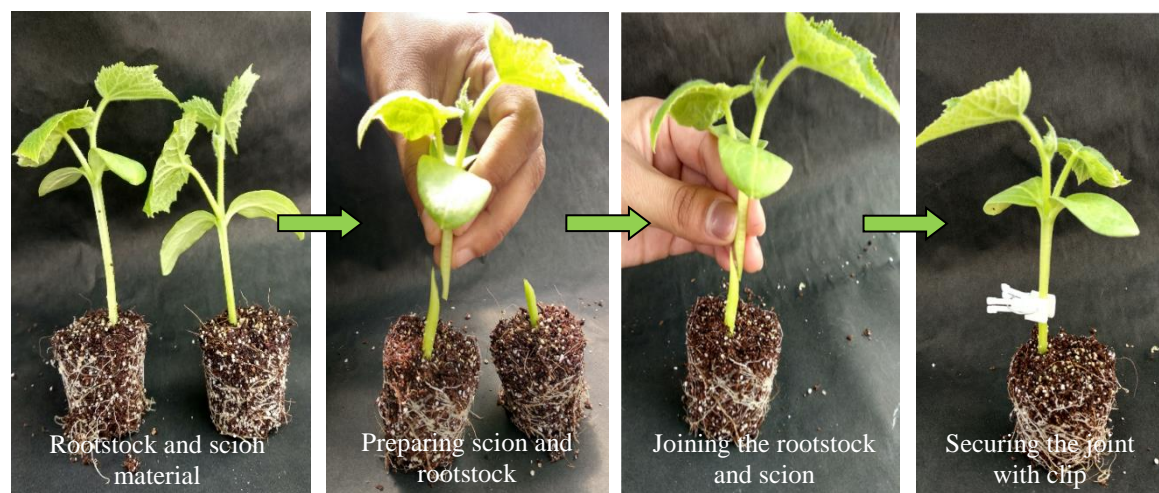 Rootstock and scion
material
Preparing scion and
rootstock
Joining the rootstock
and scion
Securing the joint
with clip